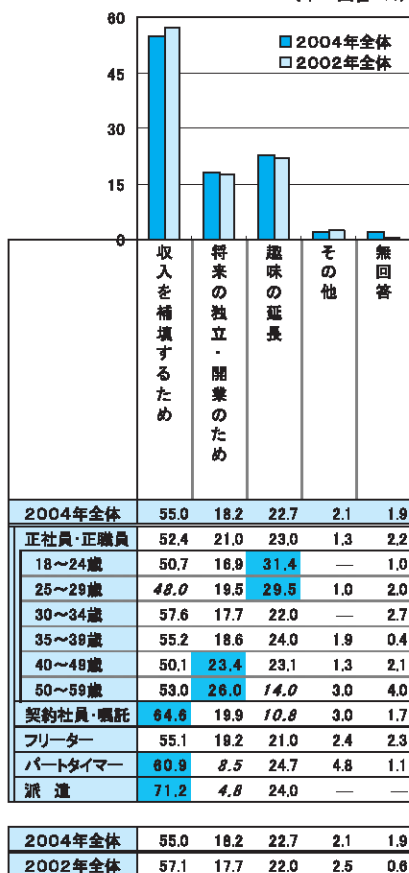 60
45
30
15
0
2004年全体
2002年全体
収入を補填するため
将来の独立・開業のため
趣味の延長
その他
無回答
2004年全体 55.0 18.2 22.7 2.1 1.9
正社員・正職員 52.4 21.0 23.0 1.3 2.2
18～24歳 50.7 16.9 31.4 — 1.0
25～29歳 48.0 19.5 29.5 1.0 2.0
30～34歳 57.6 17.7 22.0 — 2.7
35～39歳 55.2 18.6 24.0 1.9 0.4
40～49歳 50.1 23.4 23.1 1.3 2.1
50～59歳 53.0 26.0 14.0 3.0 4.0
契約社員・嘱託 64.6 19.9 10.8 3.0 1.7
フリーター 55.1 19.2 21.0 2.4 2.3
パートタイマー 60.9 8.5 24.7 4.8 1.1
派遣 71.2 4.8 24.0 — —
2004年全体 55.0 18.2 22.7 2.1 1.9
2002年全体 57.1 17.7 22.0 2.5 0.6